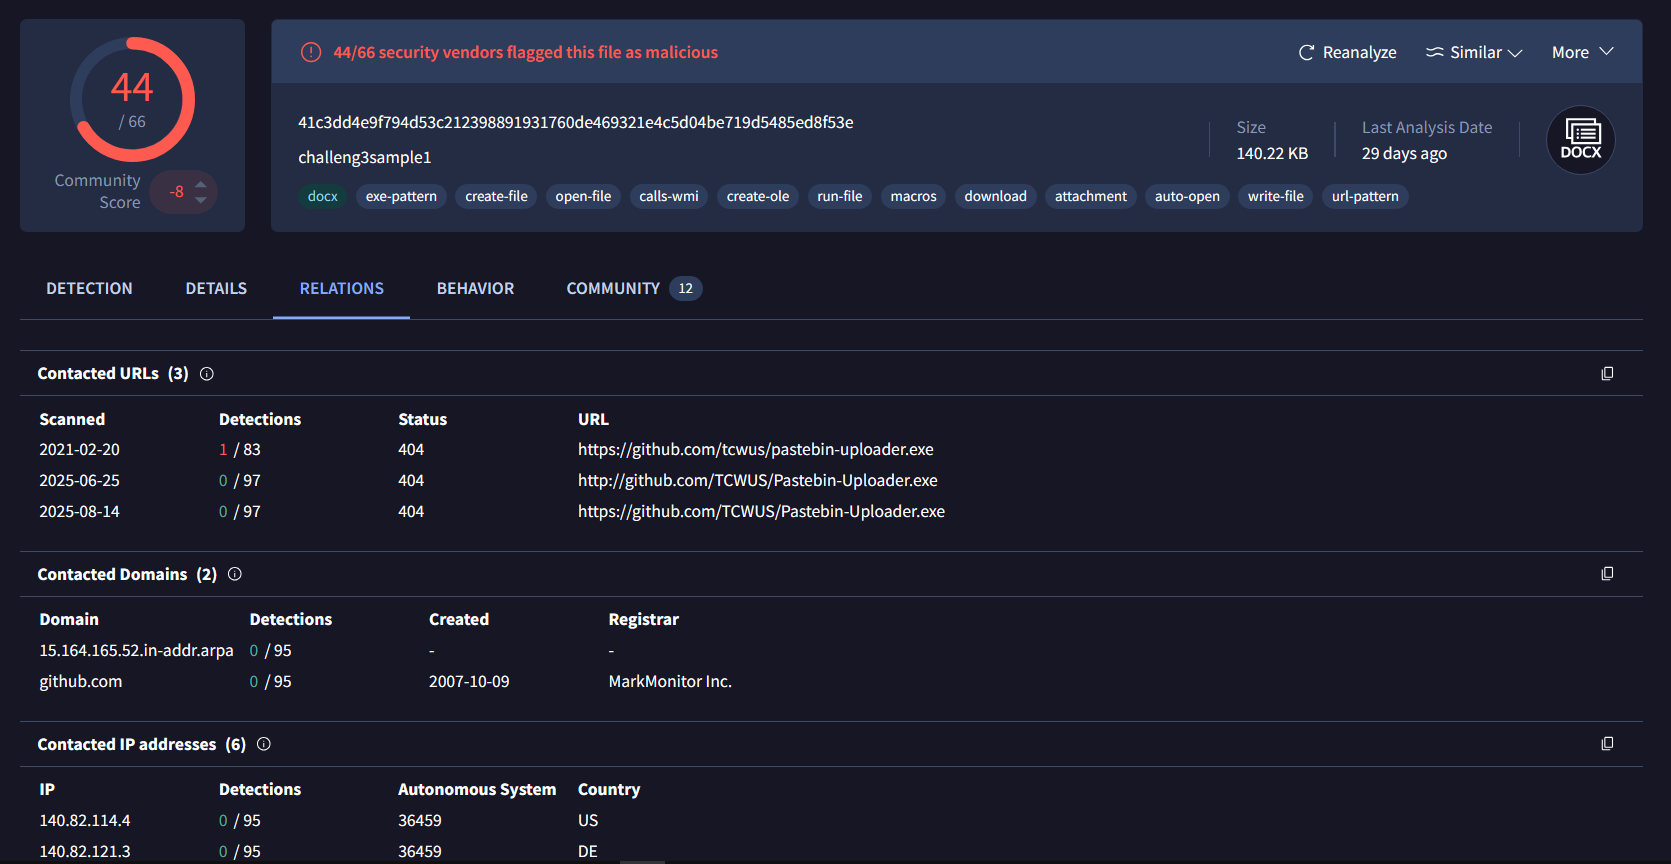 44
/ 66
Community
Score
-8
44/66 security vendors flagged this file as malicious
Reanalyze
Similar
More
41c3dd4e9f794d53c212398891931760de469321e4c5d04be719d5485ed8f53e
challeng3sample1
Size
140.22 KB
Last Analysis Date
29 days ago
DOCX
docx exe-pattern create-file open-file calls-wmi create-ole run-file macros download attachment auto-open write-file url-pattern
DETECTION DETAILS RELATIONS BEHAVIOR COMMUNITY 12
Contacted URLs (3)
Scanned Detections Status URL
2021-02-20 1 / 83 404 https://github.com/tcwus/pastebin-uploader.exe
2025-06-25 0 / 97 404 http://github.com/TCWUS/Pastebin-Uploader.exe
2025-08-14 0 / 97 404 https://github.com/TCWUS/Pastebin-Uploader.exe
Contacted Domains (2)
Domain Detections Created Registrar
15.164.165.52.in-addr.arpa 0 / 95 - -
github.com 0 / 95 2007-10-09 MarkMonitor Inc.
Contacted IP addresses (6)
IP Detections Autonomous System Country
140.82.114.4 0 / 95 36459 US
140.82.121.3 0 / 95 36459 DE